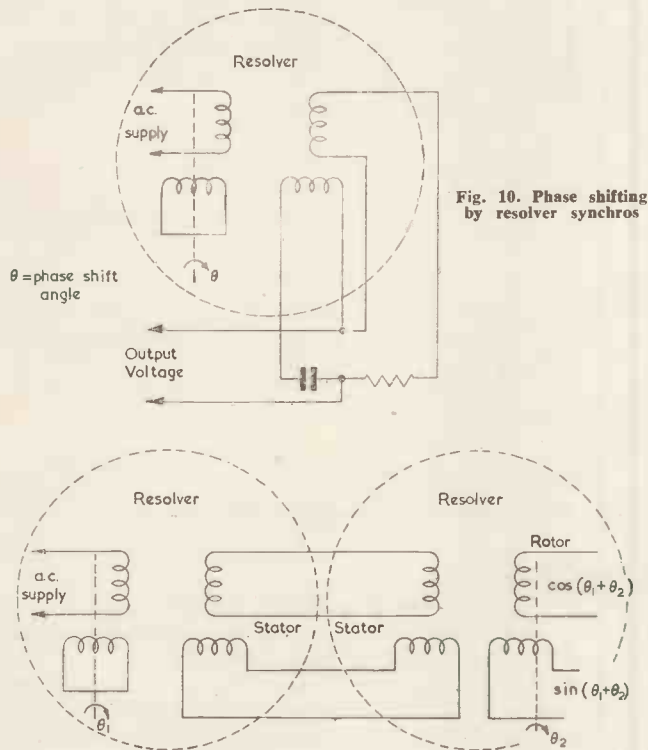 Resolver
a.c.
supply
θ
Fig. 10. Phase shifting
by resolver synchros
θ = phase shift
angle
Output
Voltage
Resolver
Resolver
a.c.
supply
Rotor
cos(θ₁+θ₂)
Stator
Stator
sin(θ₁+θ₂)
θ₁
θ₂